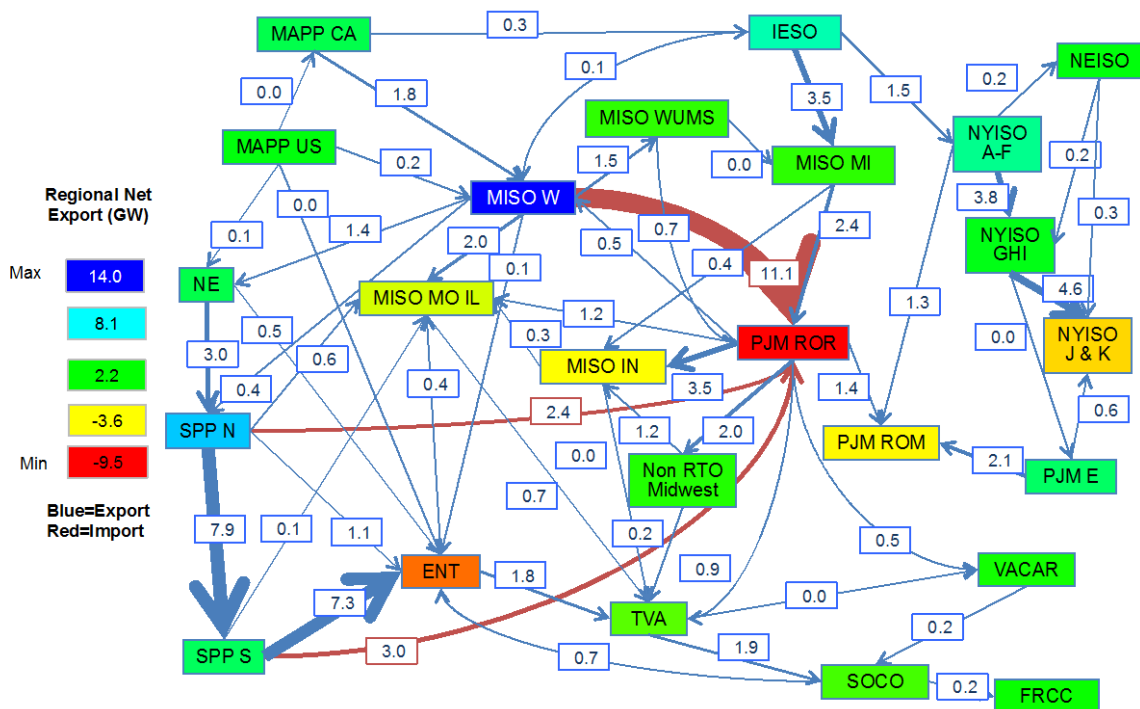 MAPP CA
0.3
IESO
NEISO
0.1
0.2
0.0
1.8
3.5
1.5
MISO WUMS
MAPP US
NYISO
A-F
0.2
1.5
0.0
MISO MI
0.2
Regional Net
Export (GW)
0.0
MISO W
3.8
1.4
2.0
0.5
0.7
2.4
0.3
0.1
NYISO
GHI
Max
14.0
NE
0.1
0.4
11.1
4.6
MISO MO IL
8.1
0.5
0.3
1.2
1.3
0.0
NYISO
J & K
2.2
3.0
0.6
MISO IN
PJM ROR
0.4
0.4
3.5
1.4
-3.6
2.4
0.6
SPP N
1.2
2.0
PJM ROM
Min
-9.5
0.0
Non RTO
Midwest
2.1
PJM E
Blue=Export
Red=Import
7.9
0.1
1.1
0.7
0.2
0.5
ENT
1.8
0.9
VACAR
7.3
0.0
TVA
0.2
SPP S
3.0
0.7
1.9
SOCO
0.2
FRCC